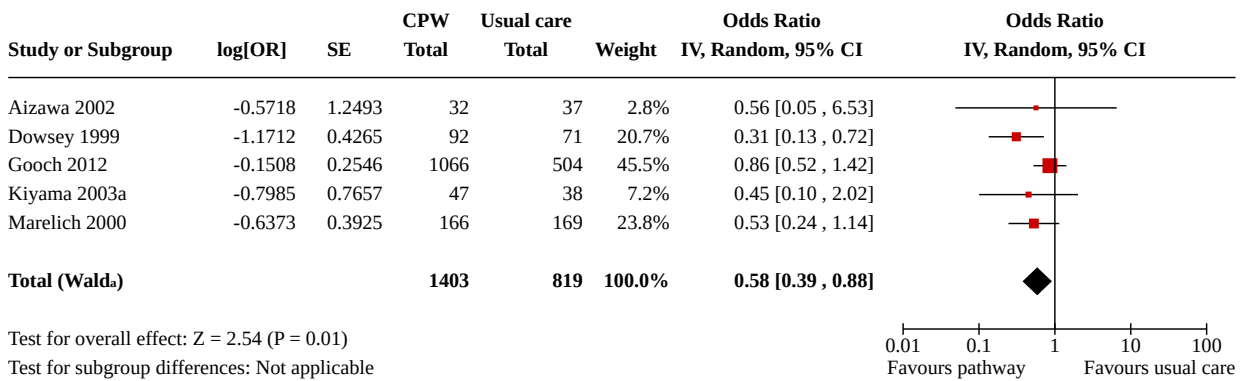 CPW Usual care Odds Ratio Odds Ratio
Study or Subgroup log[OR] SE Total Total Weight IV, Random, 95% CI IV, Random, 95% CI
Aizawa 2002 -0.5718 1.2493 32 37 2.8% 0.56 [0.05 , 6.53]
Dowsey 1999 -1.1712 0.4265 92 71 20.7% 0.31 [0.13 , 0.72]
Gooch 2012 -0.1508 0.2546 1066 504 45.5% 0.86 [0.52 , 1.42]
Kiyama 2003a -0.7985 0.7657 47 38 7.2% 0.45 [0.10 , 2.02]
Marelich 2000 -0.6373 0.3925 166 169 23.8% 0.53 [0.24 , 1.14]
Total (Waldₐ) 1403 819 100.0% 0.58 [0.39 , 0.88]
Test for overall effect: Z = 2.54 (P = 0.01)
0.01 0.1 1 10 100
Test for subgroup differences: Not applicable
Favours pathway Favours usual care